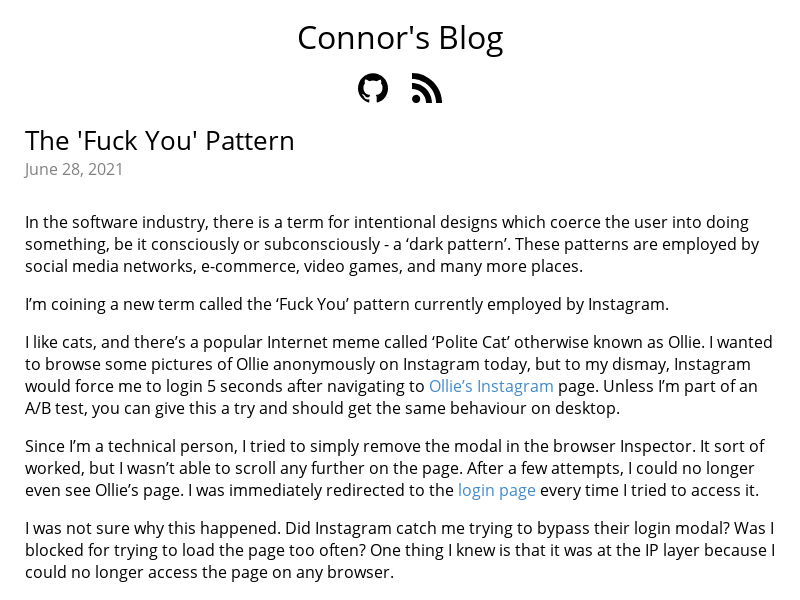 Connor's Blog
The 'Fuck You' Pattern
June 28, 2021
In the software industry, there is a term for intentional designs which coerce the user into doing
something, be it consciously or subconsciously - a ‘dark pattern’. These patterns are employed by
social media networks, e-commerce, video games, and many more places.
I’m coining a new term called the ‘Fuck You’ pattern currently employed by Instagram.
I like cats, and there’s a popular Internet meme called ‘Polite Cat’ otherwise known as Ollie. I wanted
to browse some pictures of Ollie anonymously on Instagram today, but to my dismay, Instagram
would force me to login 5 seconds after navigating to Ollie’s Instagram page. Unless I’m part of an
A/B test, you can give this a try and should get the same behaviour on desktop.
Since I’m a technical person, I tried to simply remove the modal in the browser Inspector. It sort of
worked, but I wasn’t able to scroll any further on the page. After a few attempts, I could no longer
even see Ollie’s page. I was immediately redirected to the login page every time I tried to access it.
I was not sure why this happened. Did Instagram catch me trying to bypass their login modal? Was I
blocked for trying to load the page too often? One thing I knew is that it was at the IP layer because I
could no longer access the page on any browser.